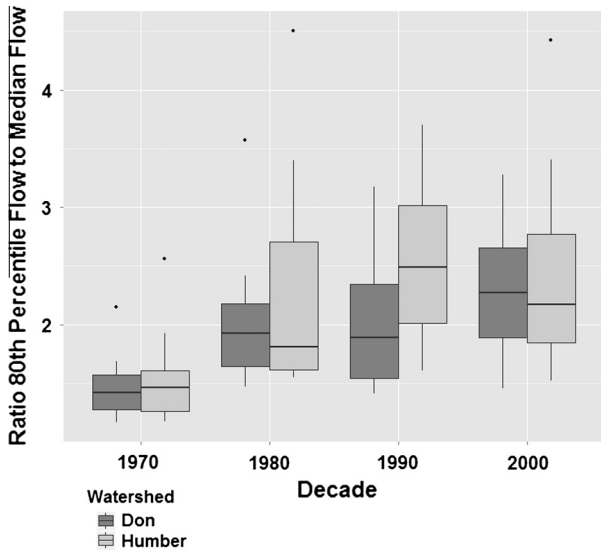 Ratio 80th Percentile Flow to Median Flow
4
3
2
1970 1980 1990 2000
Decade
Watershed
Don
Humber